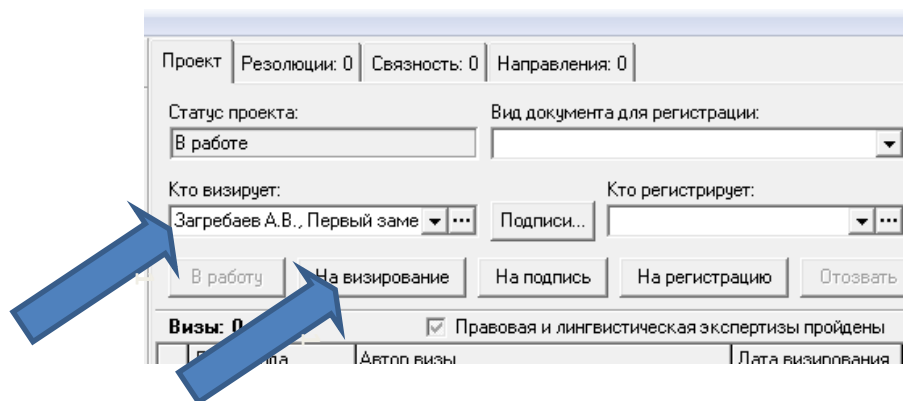 Проект Резолюции: 0 Связность: 0 Направления: 0
Статус проекта: Вид документа для регистрации:
В работе
Кто визирует: Кто регистрирует:
Загребаев А.В., Первый заме ... Подписи... ...
В работу На визирование На подпись На регистрацию Отозвать
Визы: 0 Правовая и лингвистическая экспертизы пройдены
Автор визы Дата визирования